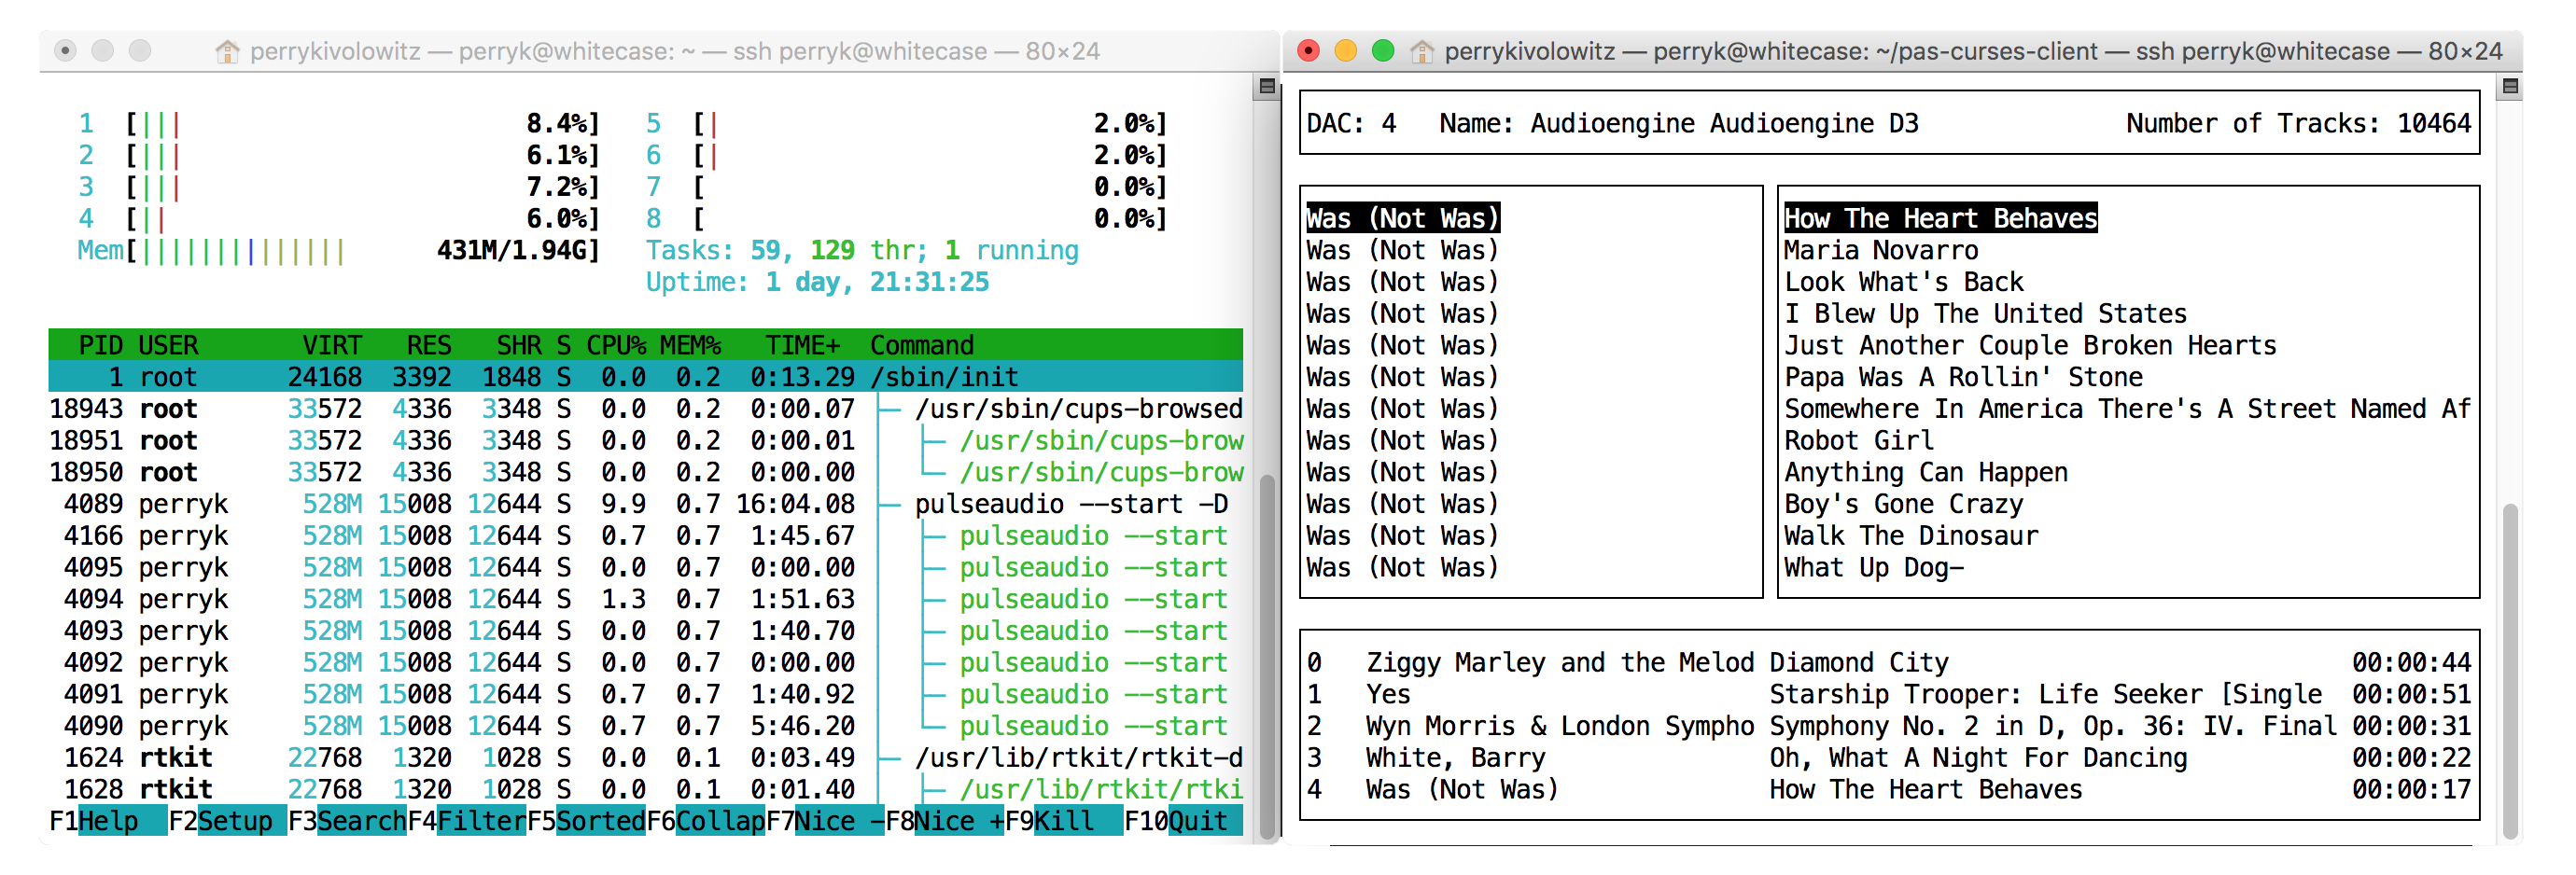 perrykivolowitz — perryk@whitecase: ~ — ssh perryk@whitecase — 80×24
1 [||| 8.4%] 5 [| 2.0%]
2 [||| 6.1%] 6 [| 2.0%]
3 [||| 7.2%] 7 [ 0.0%]
4 [|| 6.0%] 8 [ 0.0%]
Mem[|||||||||||||| 431M/1.94G] Tasks: 59, 129 thr; 1 running
Uptime: 1 day, 21:31:25
PID USER VIRT RES SHR S CPU% MEM% TIME+ Command
1 root 24168 3392 1848 S 0.0 0.2 0:13.29 /sbin/init
18943 root 33572 4336 3348 S 0.0 0.2 0:00.07 ├─ /usr/sbin/cups-browsed
18951 root 33572 4336 3348 S 0.0 0.2 0:00.01 │ ├─ /usr/sbin/cups-brow
18950 root 33572 4336 3348 S 0.0 0.2 0:00.00 │ └─ /usr/sbin/cups-brow
4089 perryk 528M 15008 12644 S 9.9 0.7 16:04.08 ├─ pulseaudio --start -D
4166 perryk 528M 15008 12644 S 0.7 0.7 1:45.67 │ ├─ pulseaudio --start
4095 perryk 528M 15008 12644 S 0.0 0.7 0:00.00 │ ├─ pulseaudio --start
4094 perryk 528M 15008 12644 S 1.3 0.7 1:51.63 │ ├─ pulseaudio --start
4093 perryk 528M 15008 12644 S 0.0 0.7 1:40.70 │ ├─ pulseaudio --start
4092 perryk 528M 15008 12644 S 0.0 0.7 0:00.00 │ ├─ pulseaudio --start
4091 perryk 528M 15008 12644 S 0.7 0.7 1:40.92 │ ├─ pulseaudio --start
4090 perryk 528M 15008 12644 S 0.7 0.7 5:46.20 │ └─ pulseaudio --start
1624 rtkit 22768 1320 1028 S 0.0 0.1 0:03.49 ├─ /usr/lib/rtkit/rtkit-d
1628 rtkit 22768 1320 1028 S 0.0 0.1 0:01.40 │ ├─ /usr/lib/rtkit/rtki
F1Help F2Setup F3SearchF4FilterF5SortedF6CollapF7Nice -F8Nice +F9Kill F10Quit
perrykivolowitz — perryk@whitecase: ~/pas-curses-client — ssh perryk@whitecase — 80×24
DAC: 4 Name: Audioengine Audioengine D3 Number of Tracks: 10464
Was (Not Was) How The Heart Behaves
Was (Not Was) Maria Novarro
Was (Not Was) Look What's Back
Was (Not Was) I Blew Up The United States
Was (Not Was) Just Another Couple Broken Hearts
Was (Not Was) Papa Was A Rollin' Stone
Was (Not Was) Somewhere In America There's A Street Named Af
Was (Not Was) Robot Girl
Was (Not Was) Anything Can Happen
Was (Not Was) Boy's Gone Crazy
Was (Not Was) Walk The Dinosaur
Was (Not Was) What Up Dog-
0 Ziggy Marley and the Melod Diamond City 00:00:44
1 Yes Starship Trooper: Life Seeker [Single 00:00:51
2 Wyn Morris & London Sympho Symphony No. 2 in D, Op. 36: IV. Final 00:00:31
3 White, Barry Oh, What A Night For Dancing 00:00:22
4 Was (Not Was) How The Heart Behaves 00:00:17